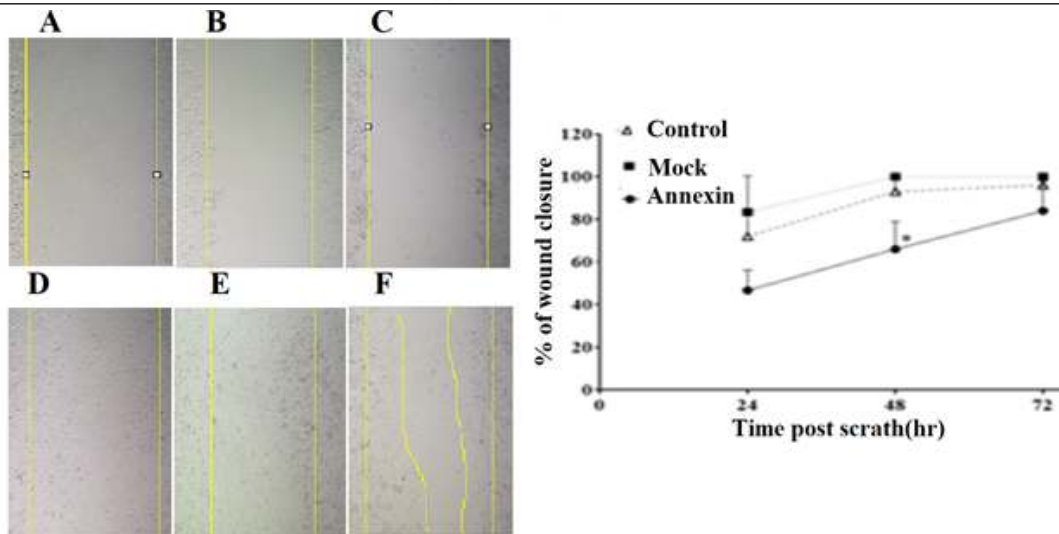 A B C
D E F
Control
Mock
Annexin
% of wound closure
120
100
80
60
40
20
0
*
0 24 48 72
Time post scrath(hr)